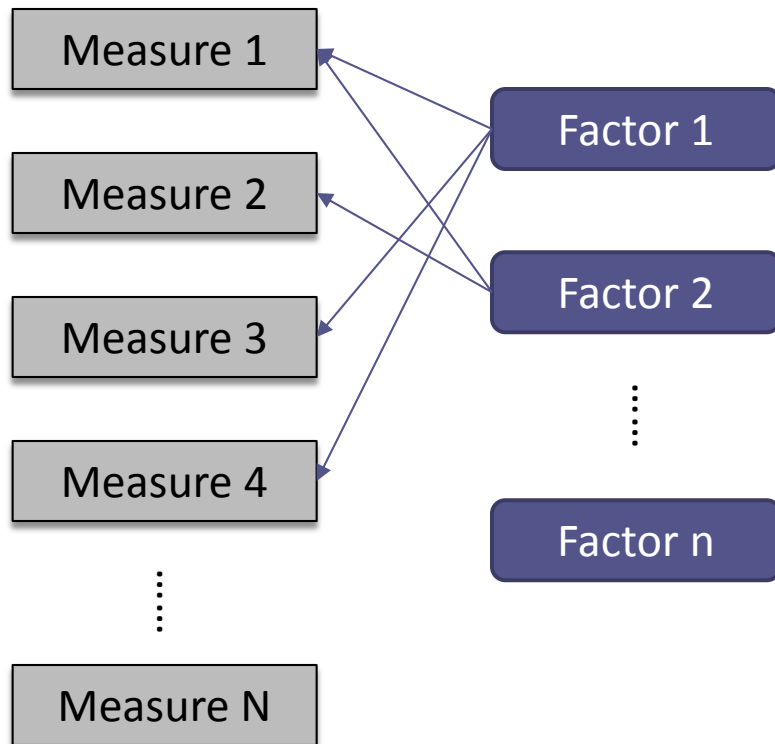 Measure 1
Measure 2
Measure 3
Measure 4
Measure N
Factor 1
Factor 2
Factor n